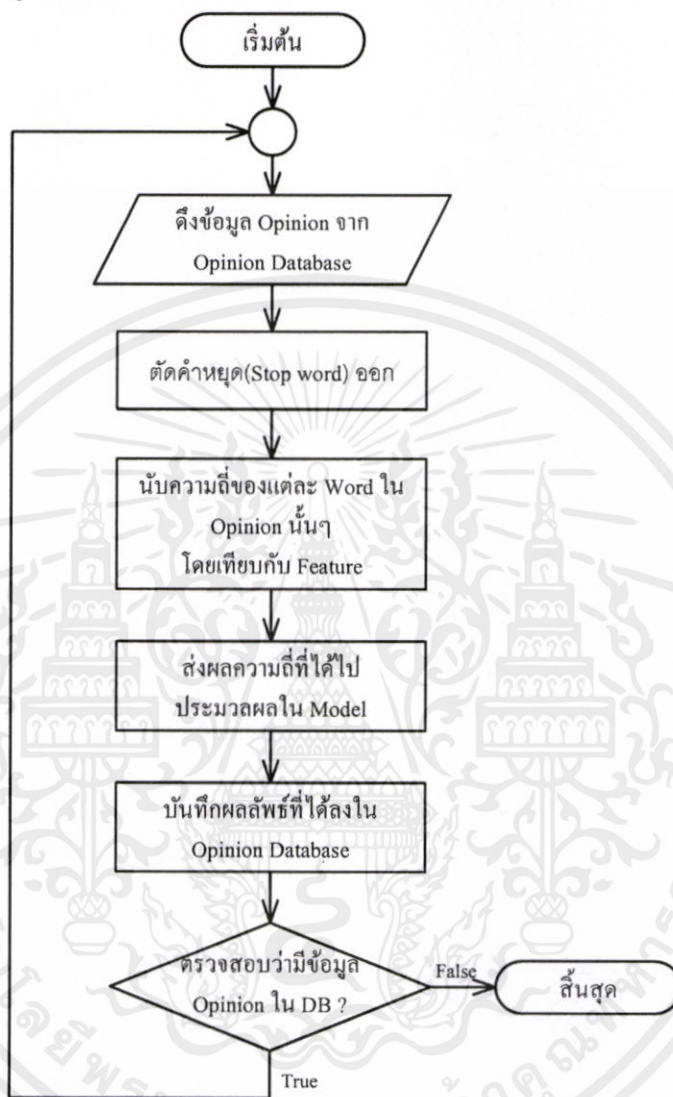 เริ่มต้น
ดึงข้อมูล Opinion จาก
Opinion Database
ตัดคำหยุด(Stop word) ออก
นับความถี่ของแต่ละ Word ใน
Opinion นั้นๆ
โดยเทียบกับ Feature
ส่งผลความถี่ที่ได้ไป
ประมวลผลใน Model
บันทึกผลลัพธ์ที่ได้ลงใน
Opinion Database
ตรวจสอบว่ามีข้อมูล
Opinion ใน DB ?
False
สิ้นสุด
True